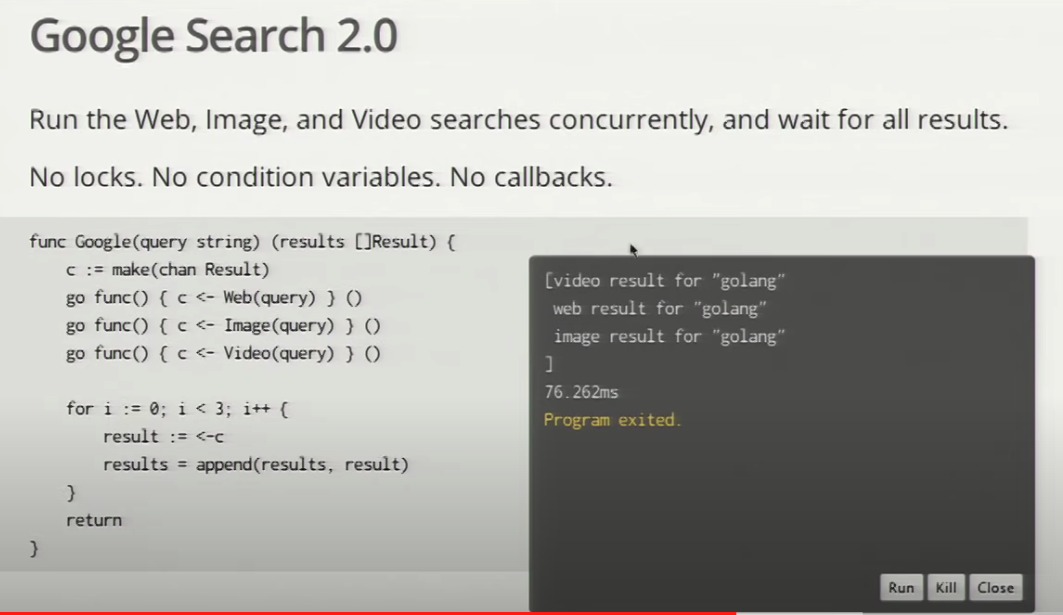 Google Search 2.0
Run the Web, Image, and Video searches concurrently, and wait for all results.
No locks. No condition variables. No callbacks.
func Google(query string) (results []Result) {
    c := make(chan Result)
    go func() { c <- Web(query) } ()
    go func() { c <- Image(query) } ()
    go func() { c <- Video(query) } ()

    for i := 0; i < 3; i++ {
        result := <-c
        results = append(results, result)
    }
    return
}
[video result for "golang"
 web result for "golang"
 image result for "golang"
]
76.262ms
Program exited.
Run Kill Close